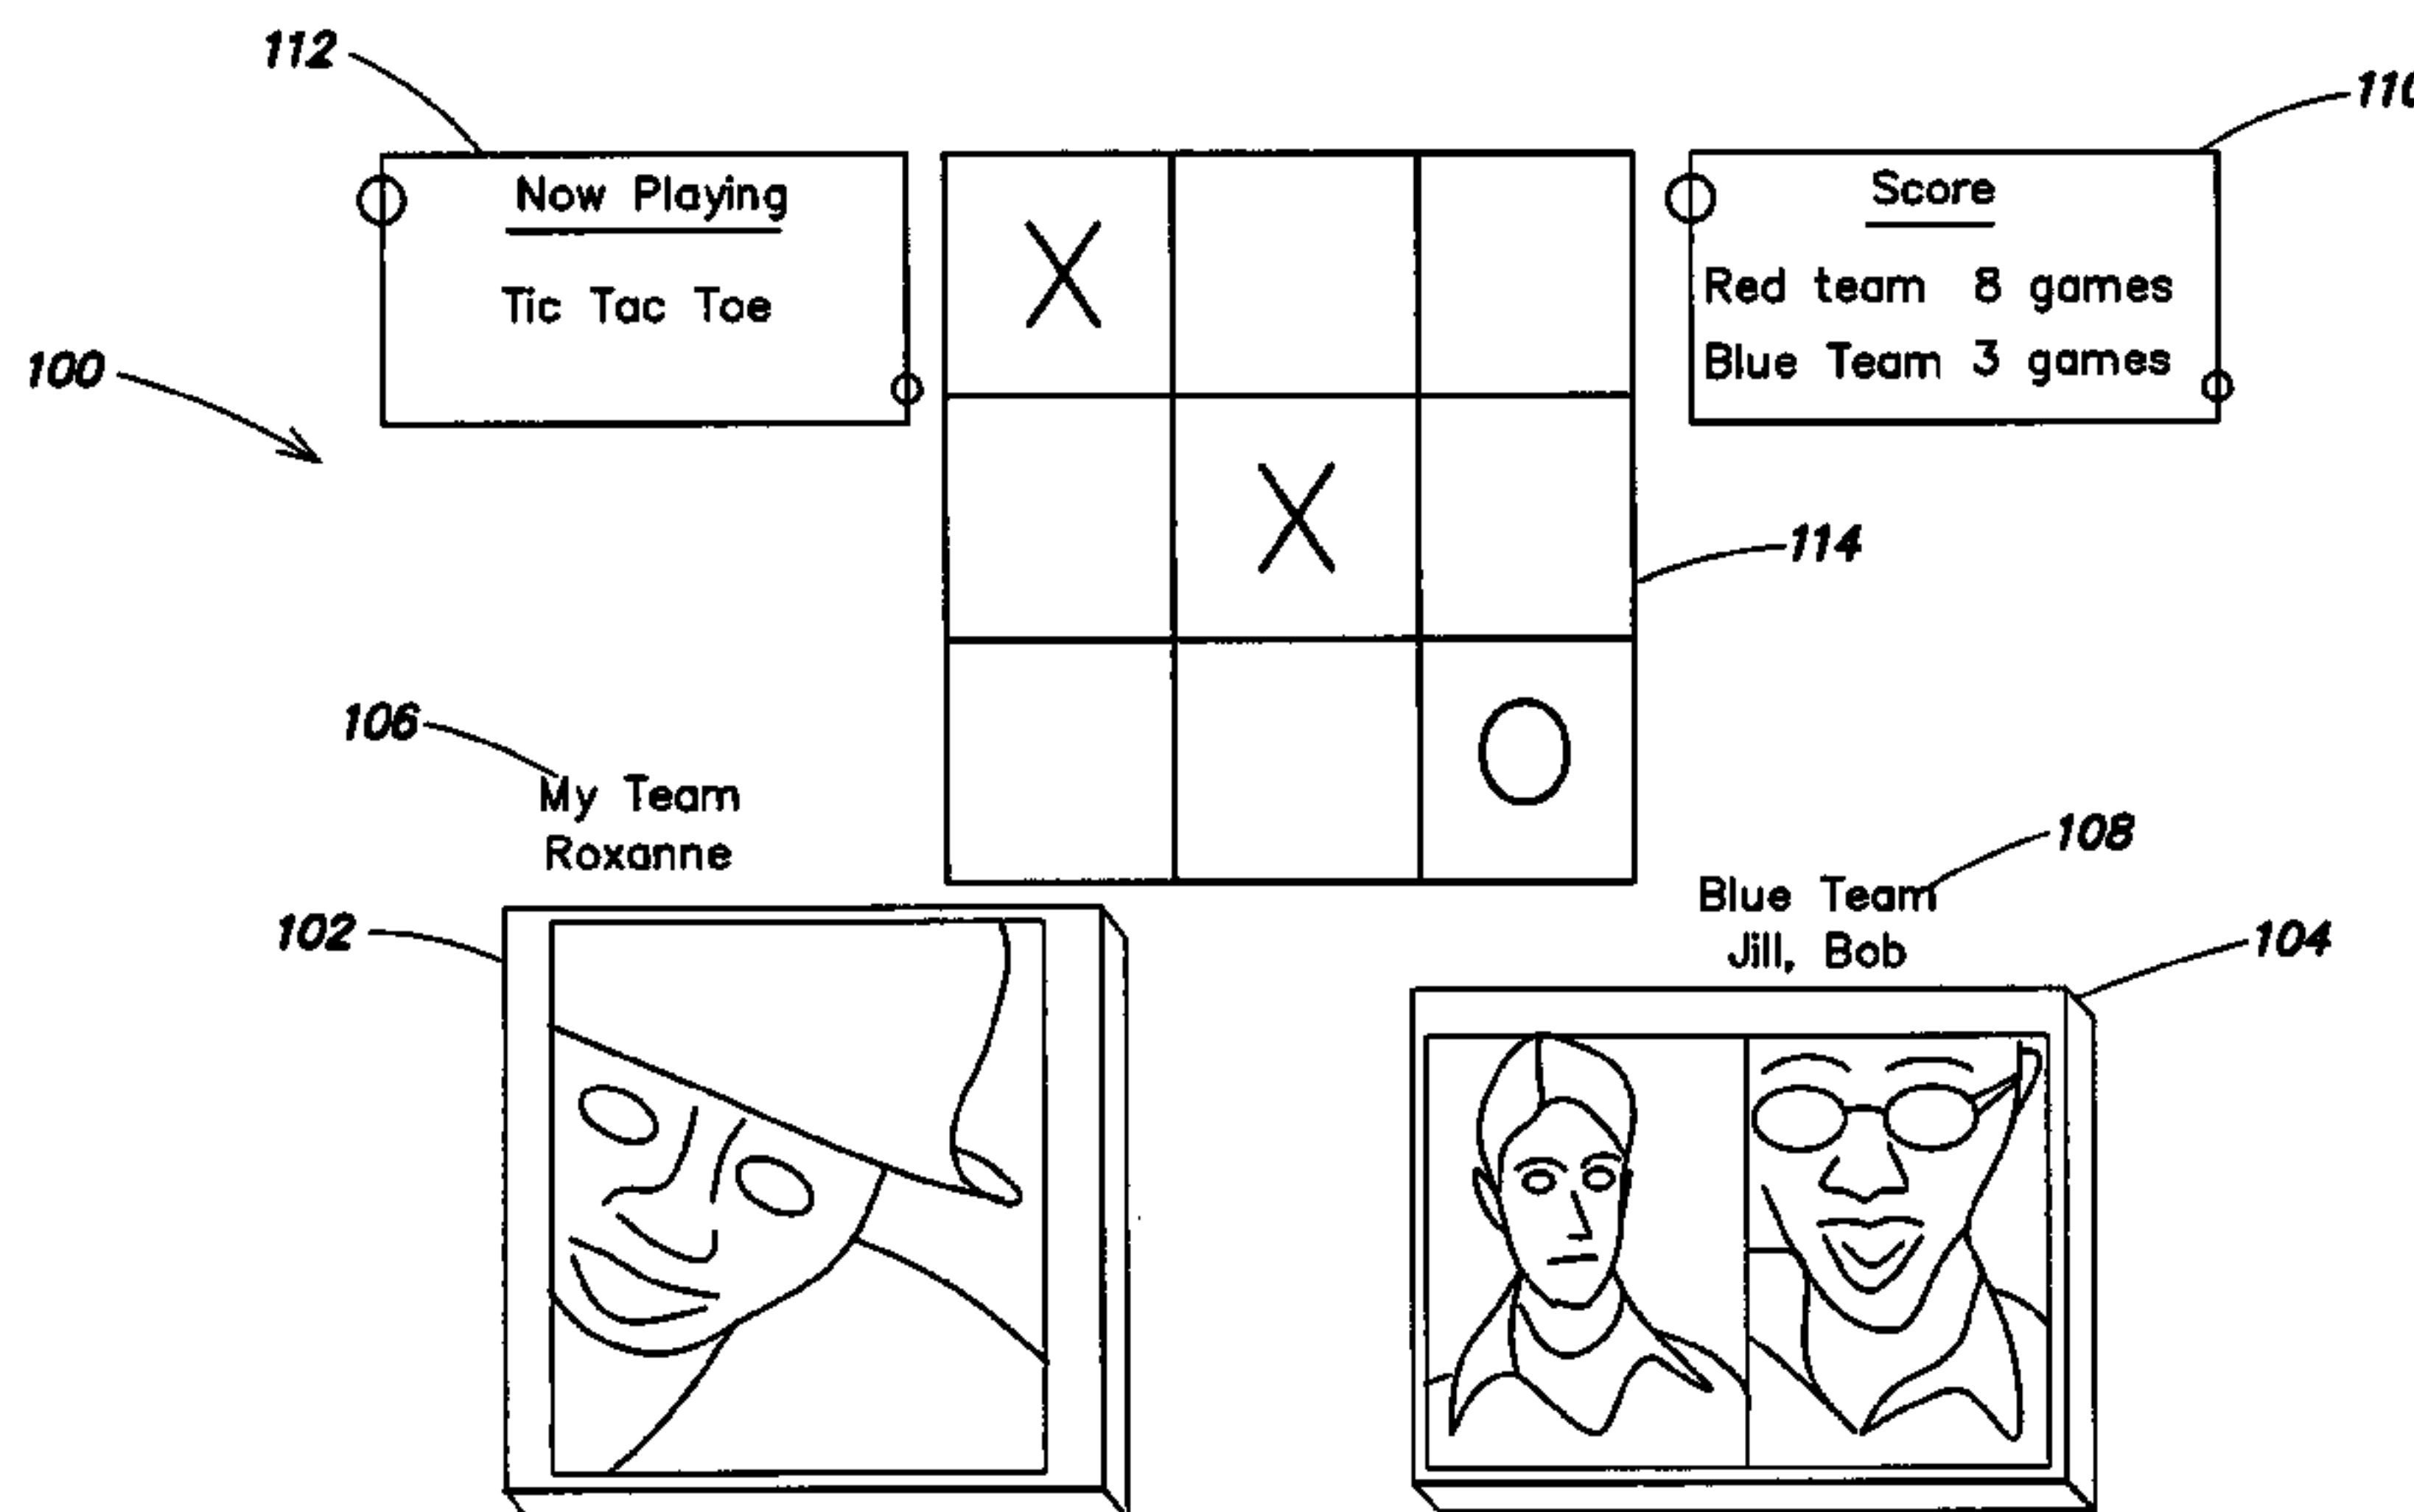 112
110
Now Playing
Tic Tac Toe
Score
Red team 8 games
Blue Team 3 games
100
X
X
O
114
106
My Team
Roxanne
108
Blue Team
Jill, Bob
102
104